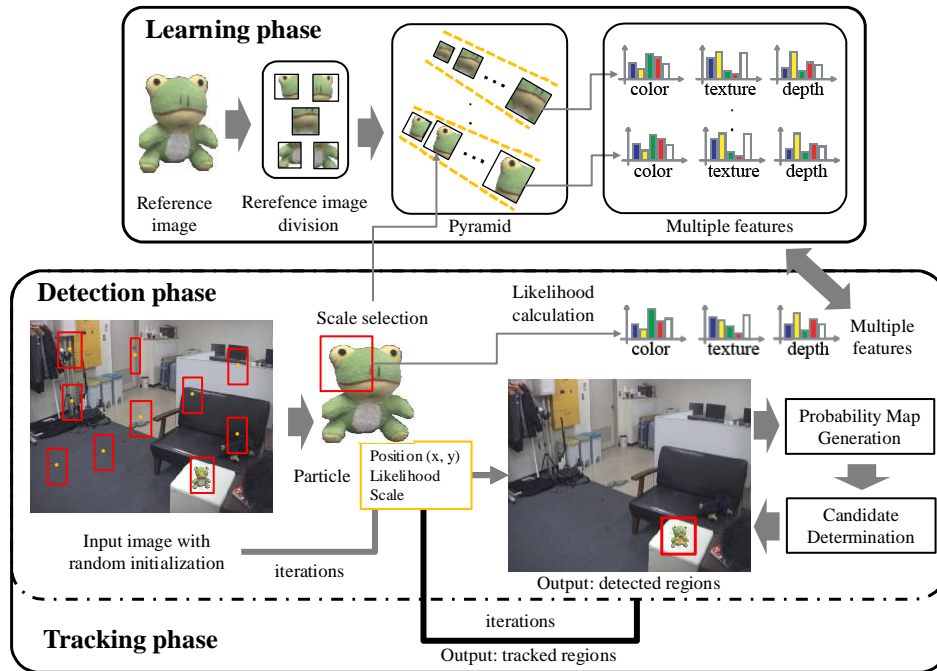 Learning phase
Reference
image
Rerefence image
division
Pyramid
color
texture
depth
color
texture
depth
Multiple features
Detection phase
Scale selection
Likelihood
calculation
color
texture
depth
Multiple
features
Particle
Position (x, y)
Likelihood
Scale
Probability Map
Generation
Candidate
Determination
Input image with
random initialization
iterations
Output: detected regions
Tracking phase
iterations
Output: tracked regions